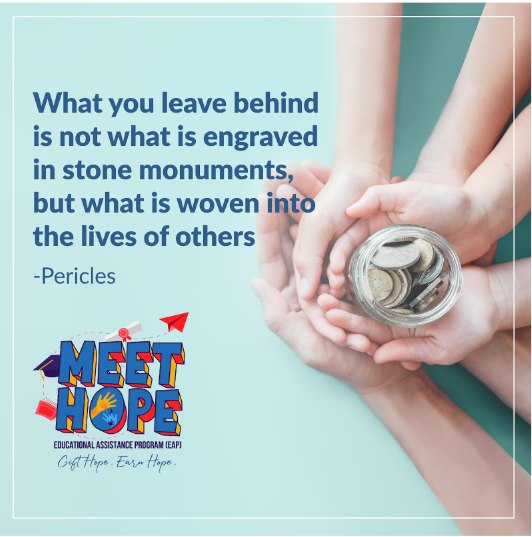 What you leave behind
is not what is engraved
in stone monuments,
but what is woven into
the lives of others
-Pericles
MEET
HOPE
EDUCATIONAL ASSISTANCE PROGRAM (EAP)
Gift Hope. Earn Hope.